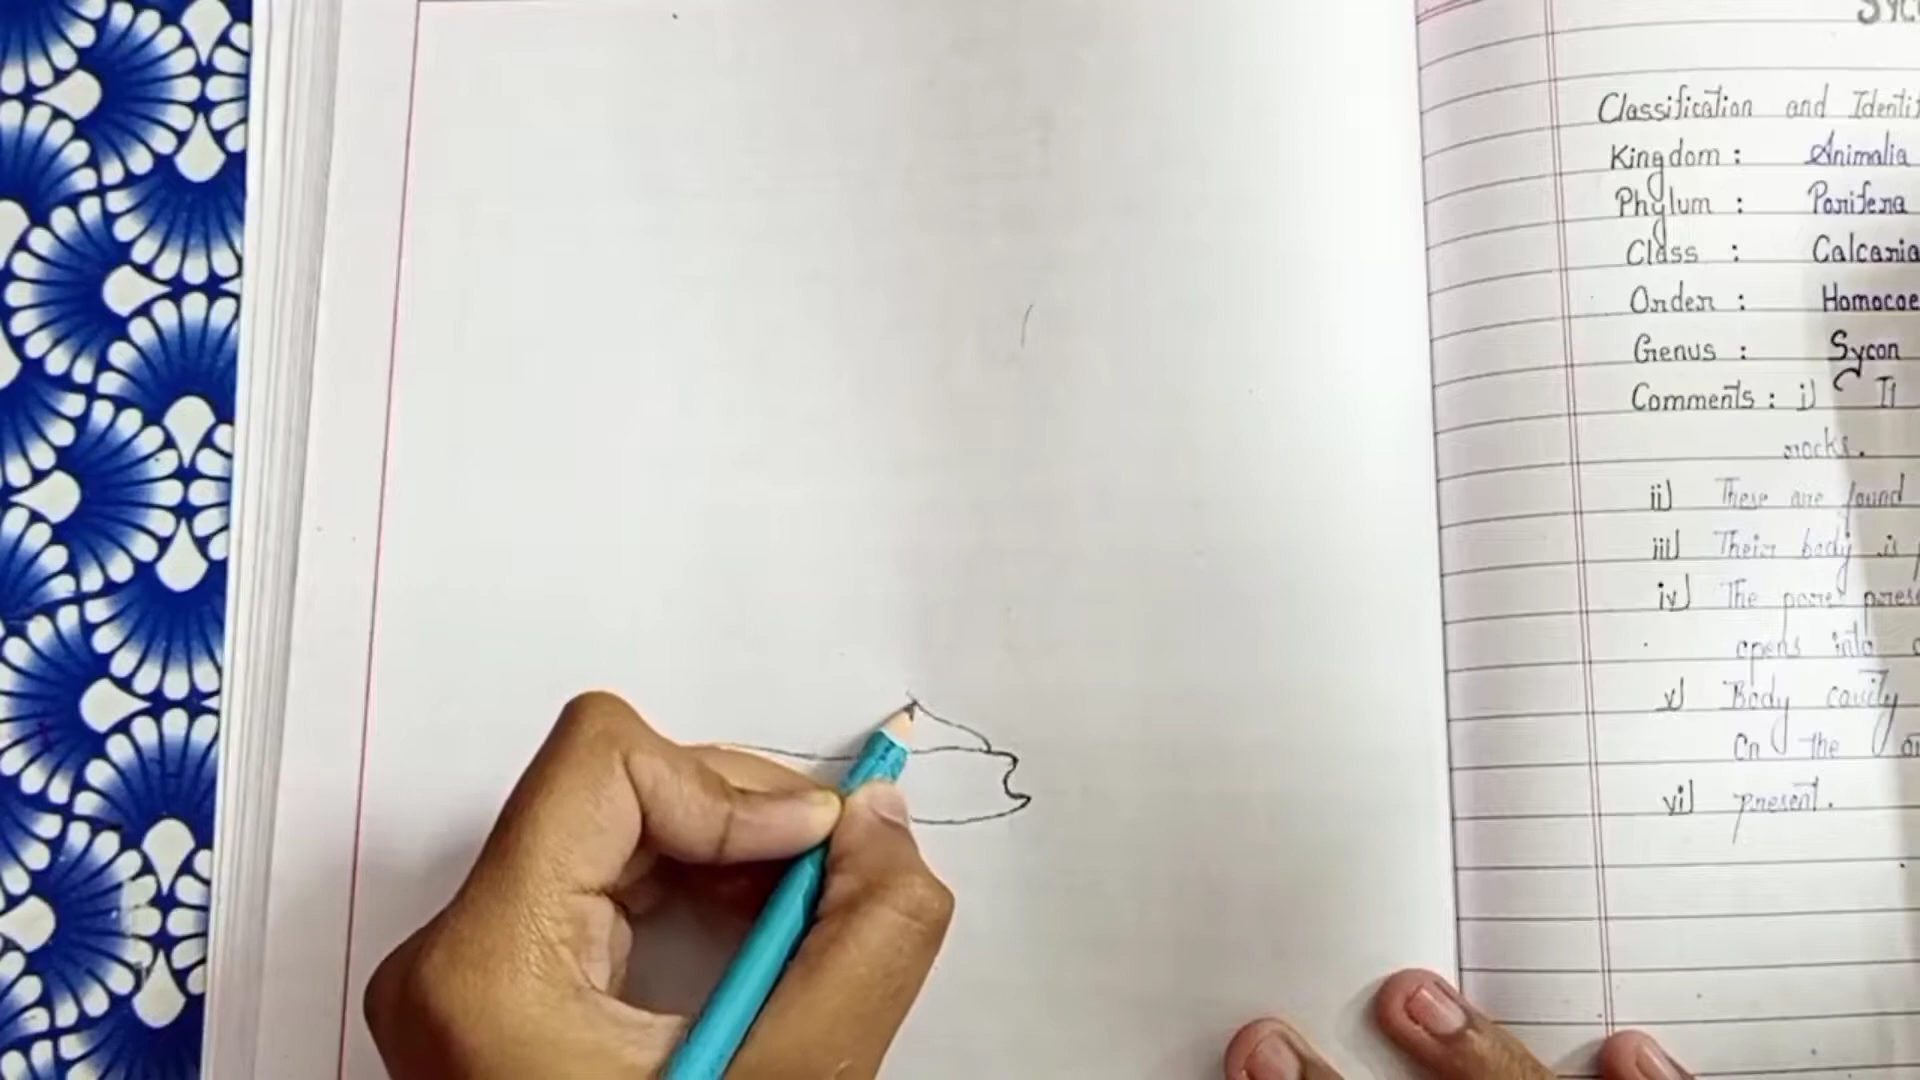 Syc
Classification and Identif
Kingdom : Animalia
Phylum : Porifera
Class : Calcaria
Order : Homocoe
Genus : Sycon
Comments : i) It
rocks.
ii) These are found
iii) Their body is p
iv) The pore prese
opens into
v) Body cavity
On the
vi) present.